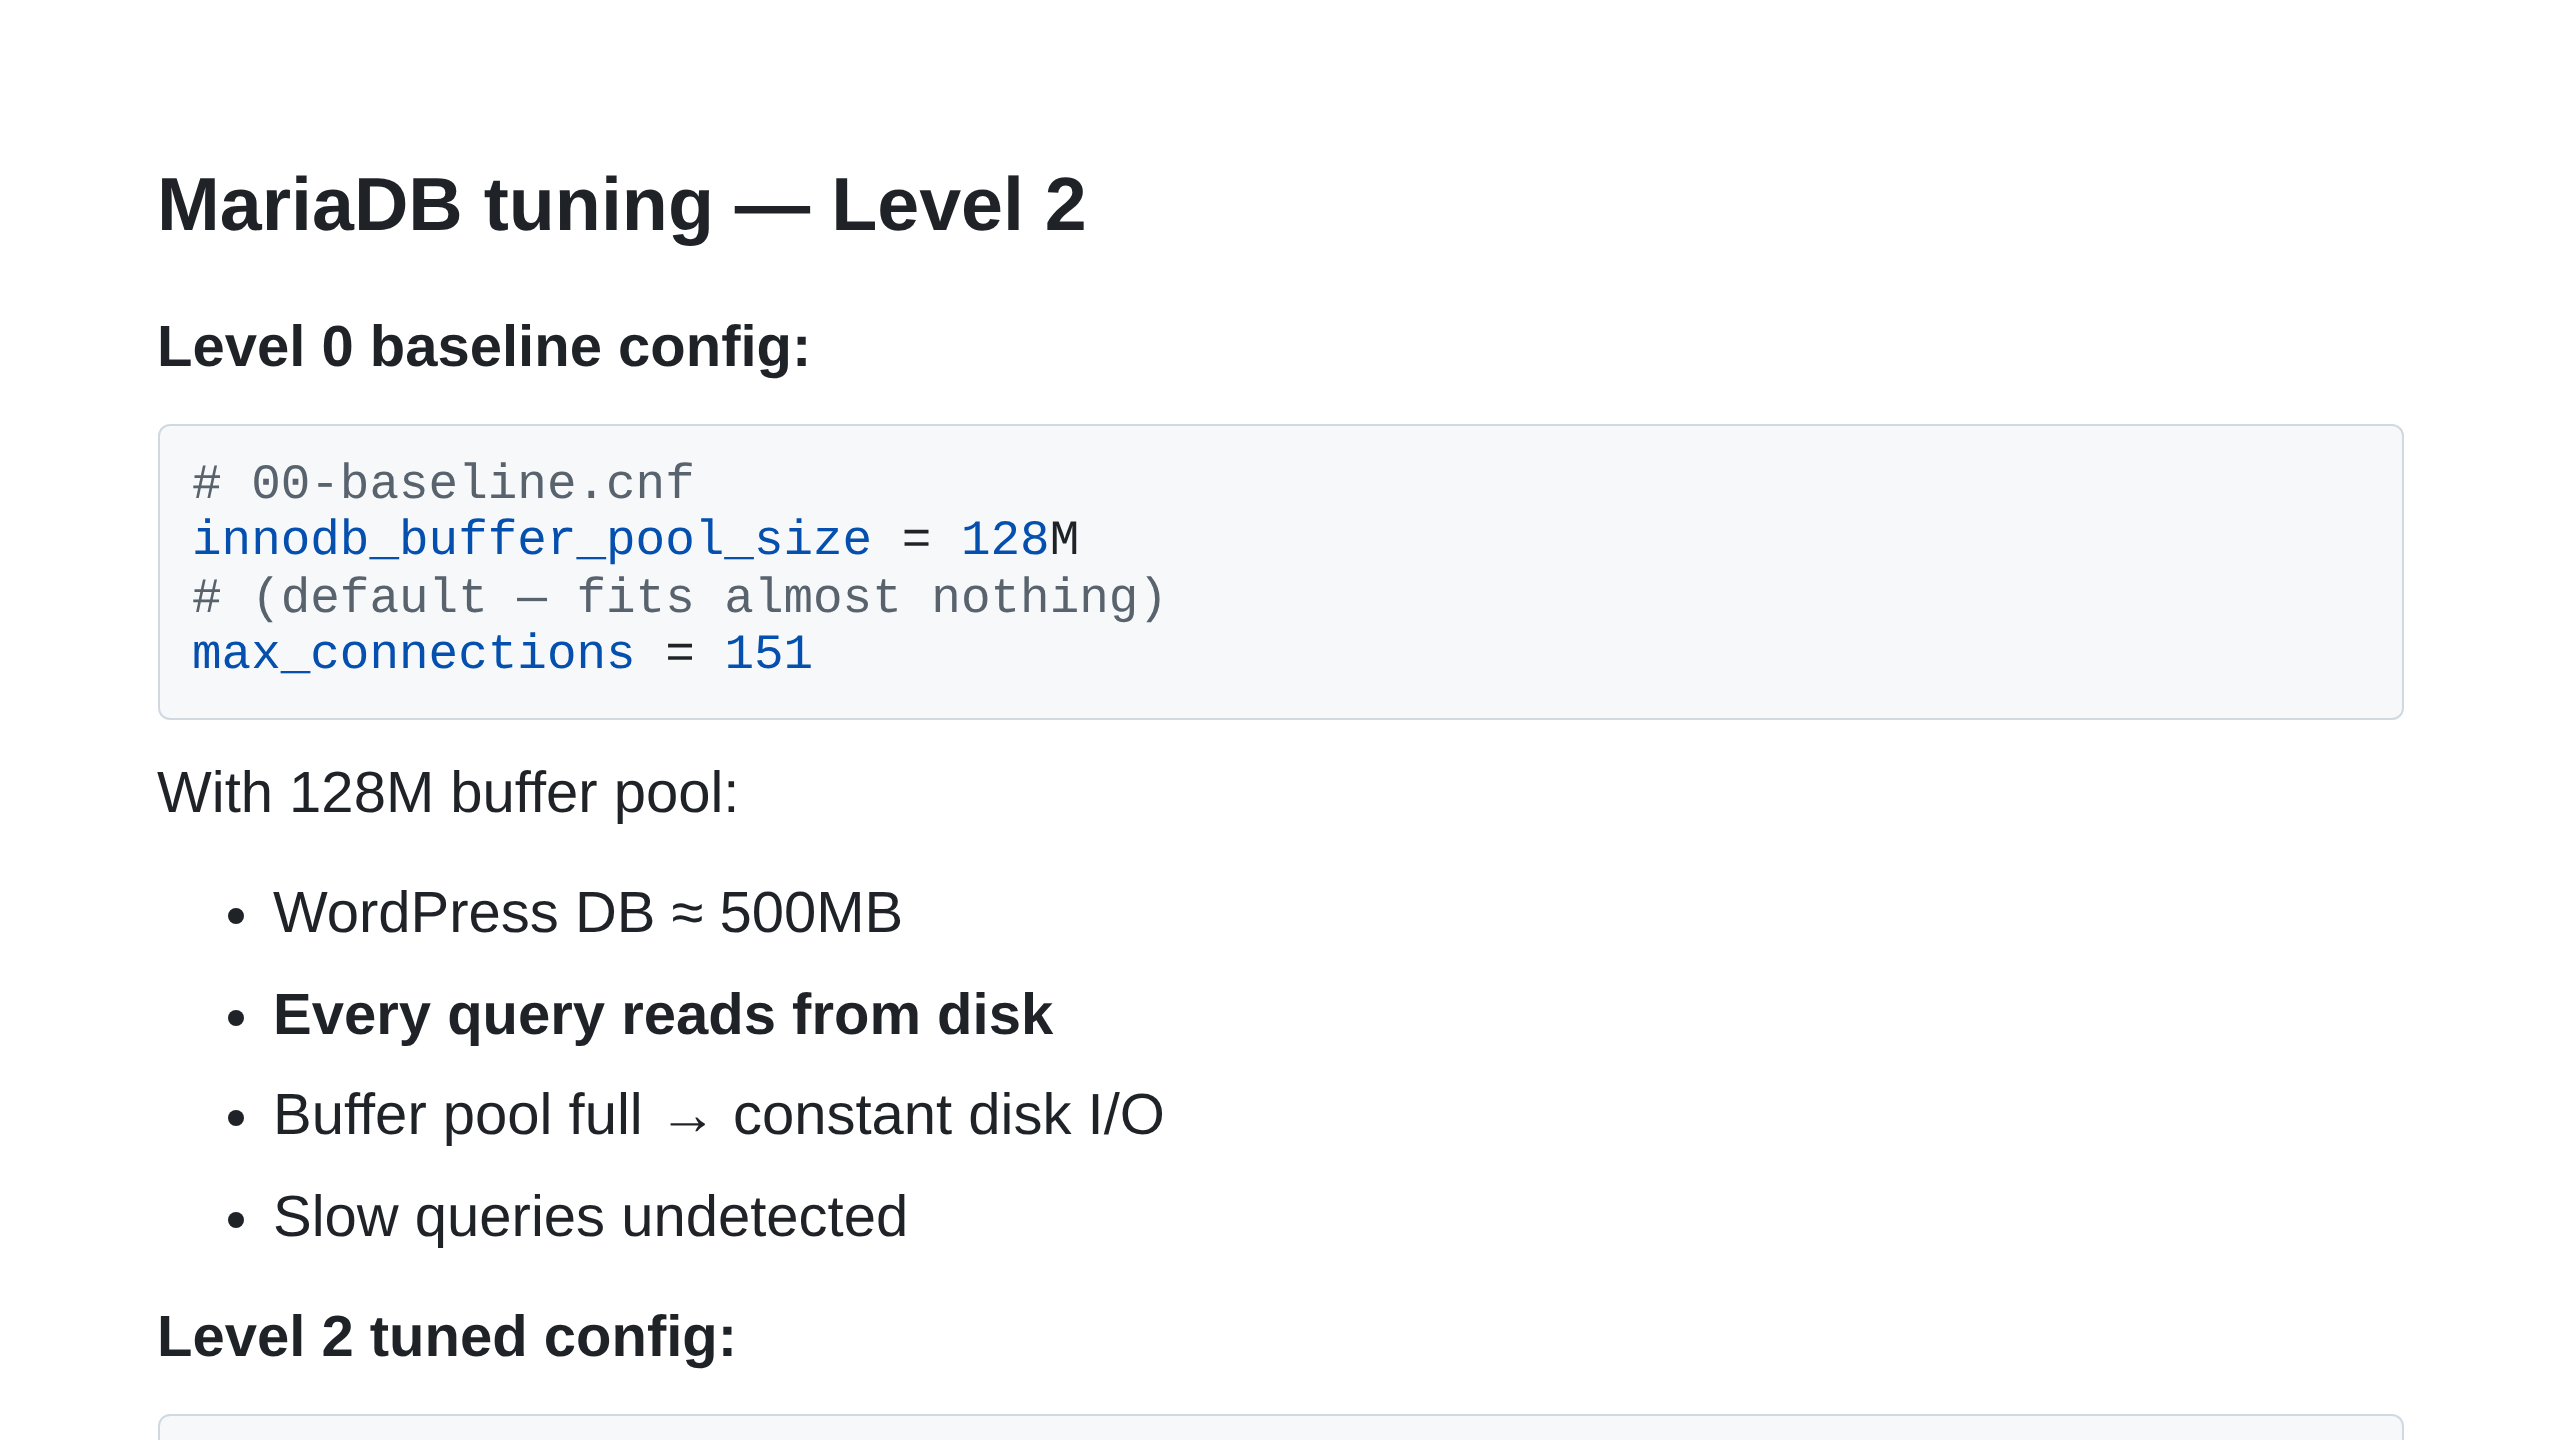 MariaDB tuning — Level 2
Level 0 baseline config:
# 00-baseline.cnf
innodb_buffer_pool_size = 128M
# (default — fits almost nothing)
max_connections = 151
With 128M buffer pool:
• WordPress DB ≈ 500MB
• Every query reads from disk
• Buffer pool full → constant disk I/O
• Slow queries undetected
Level 2 tuned config: